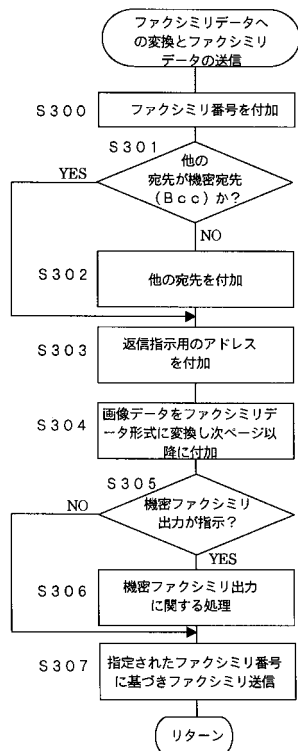 ファクシミリデータへ
の変換とファクシミリ
データの送信
S300
ファクシミリ番号を付加
S301
他の
宛先が機密宛先
(Bcc)か?
YES
NO
S302
他の宛先を付加
S303
返信指示用のアドレス
を付加
S304
画像データをファクシミリデ
ータ形式に変換し次ページ以
降に付加
S305
機密ファクシミリ
出力が指示?
NO
YES
S306
機密ファクシミリ出力
に関する処理
S307
指定されたファクシミリ番号
に基づきファクシミリ送信
リターン